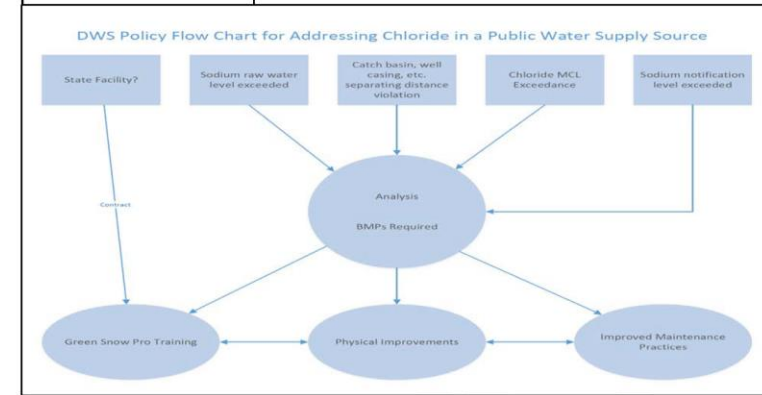 DWS Policy Flow Chart for Addressing Chloride in a Public Water Supply Source
State Facility?
Sodium raw water
level exceeded
Catch basin, well
casing, etc.
separating distance
violation
Chloride MCL
Exceedance
Sodium notification
level exceeded
Contract
Analysis
BMPs Required
Green Snow Pro Training
Physical Improvements
Improved Maintenance
Practices